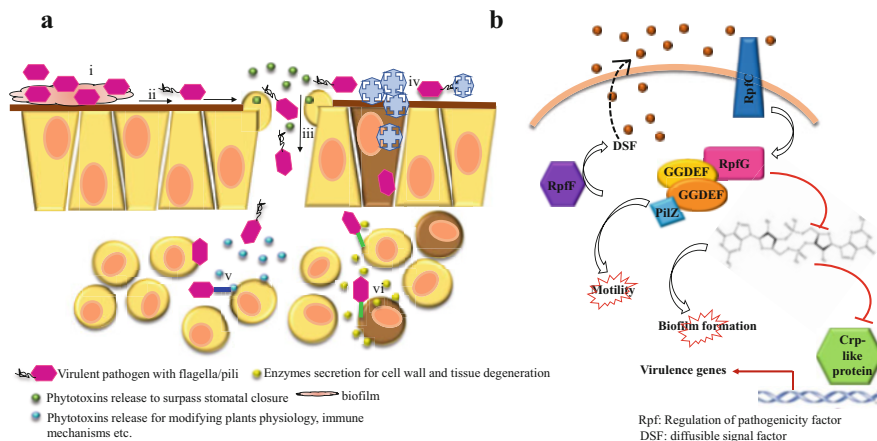 a
i
ii
iii
iv
v
vi
Virulent pathogen with flagella/pili
Enzymes secretion for cell wall and tissue degeneration
Phytotoxins release to surpass stomatal closure
biofilm
Phytotoxins release for modifying plants physiology, immune
mechanisms etc.
b
RpfC
DSF
RpfF
RpfG
GGDEF
GGDEF
PilZ
Motility
Biofilm formation
Crp-
like
protein
Virulence genes
Rpf: Regulation of pathogenicity factor
DSF: diffusible signal factor